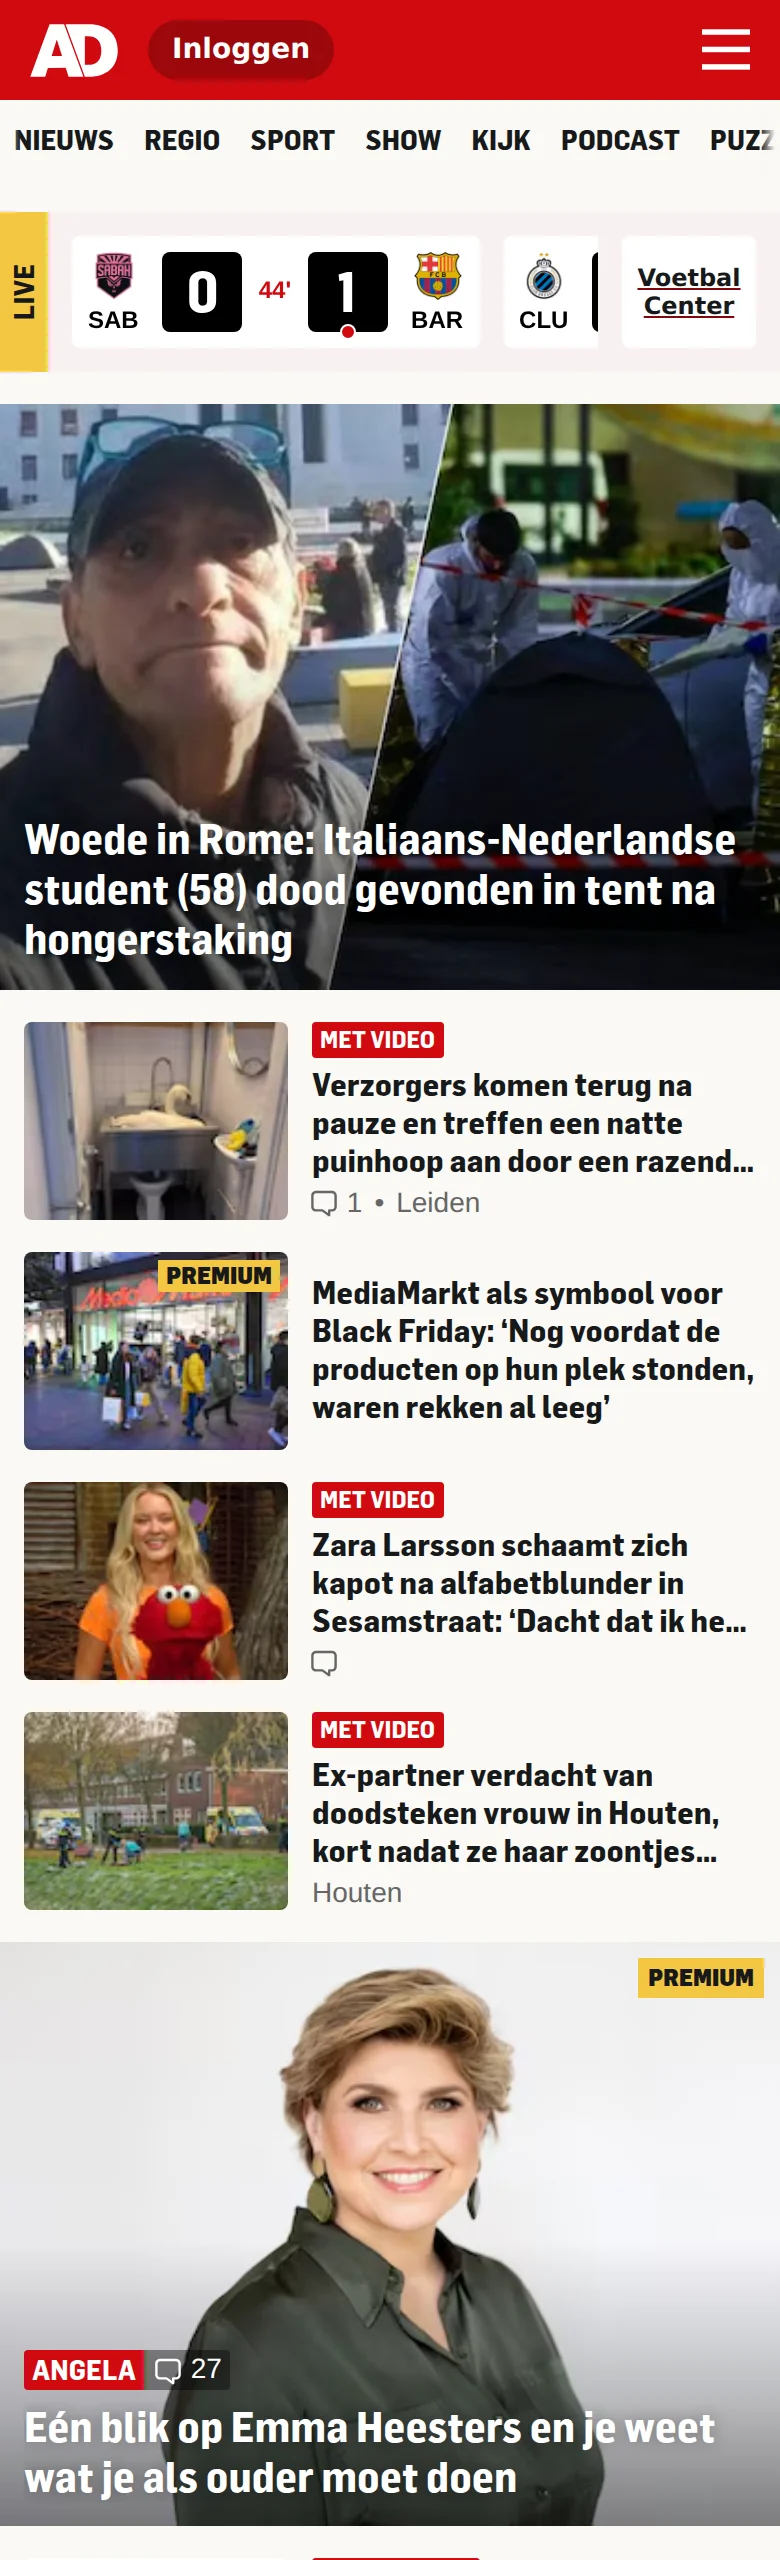 AD Inloggen
NIEUWS REGIO SPORT SHOW KIJK PODCAST PUZZ
LIVE
SABAH
SAB 0 44' 1 FCB BAR
CLU
Voetbal
Center
Woede in Rome: Italiaans-Nederlandse
student (58) dood gevonden in tent na
hongerstaking
MET VIDEO
Verzorgers komen terug na
pauze en treffen een natte
puinhoop aan door een razend...
1 • Leiden
PREMIUM
MediaMarkt als symbool voor
Black Friday: ‘Nog voordat de
producten op hun plek stonden,
waren rekken al leeg’
MET VIDEO
Zara Larsson schaamt zich
kapot na alfabetblunder in
Sesamstraat: ‘Dacht dat ik he...
MET VIDEO
Ex-partner verdacht van
doodsteken vrouw in Houten,
kort nadat ze haar zoontjes...
Houten
PREMIUM
ANGELA 27
Eén blik op Emma Heesters en je weet
wat je als ouder moet doen